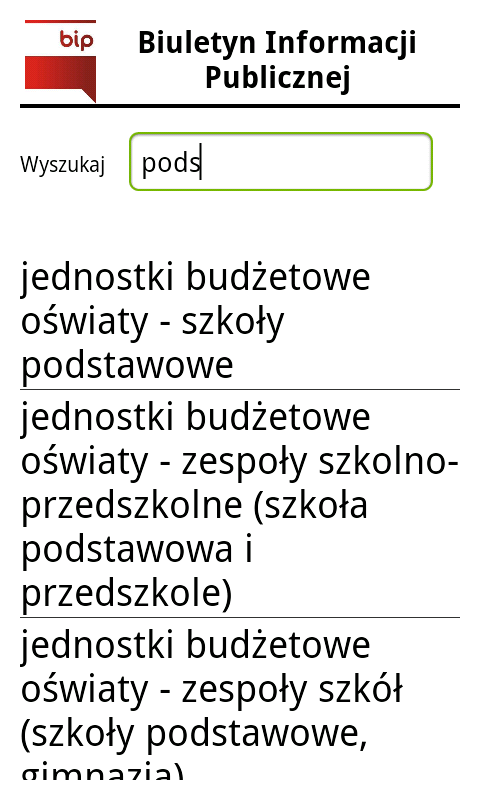 bip
Biuletyn Informacji
Publicznej
Wyszukaj
pods
jednostki budżetowe
oświaty - szkoły
podstawowe
jednostki budżetowe
oświaty - zespoły szkolno-
przedszkolne (szkoła
podstawowa i
przedszkole)
jednostki budżetowe
oświaty - zespoły szkół
(szkoły podstawowe,
gimnazja)